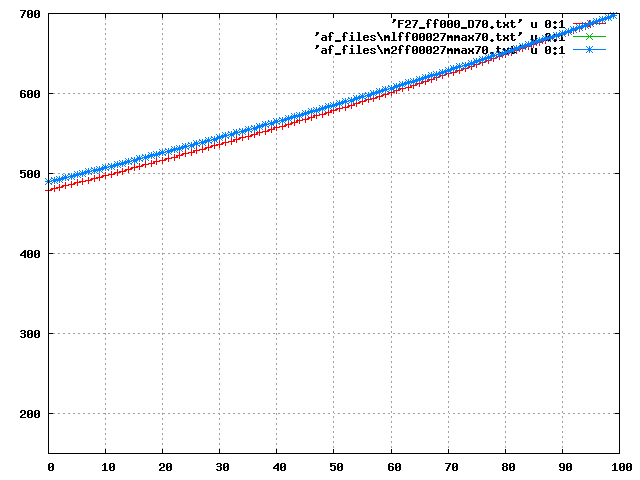 700
600
500
400
300
200
0 10 20 30 40 50 60 70 80 90 100
'F27_ff000_D70.txt' u 0:1
'af_files\m1ff00027mmax70.txt' u 0:1
'af_files\m2ff00027mmax70.txt' u 0:1